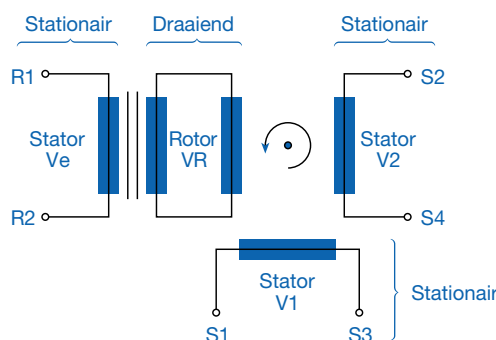 Stationair
Draaiend
Stationair
R1
S2
Stator
Ve
Rotor
VR
Stator
V2
R2
S4
Stator
V1
Stationair
S1
S3